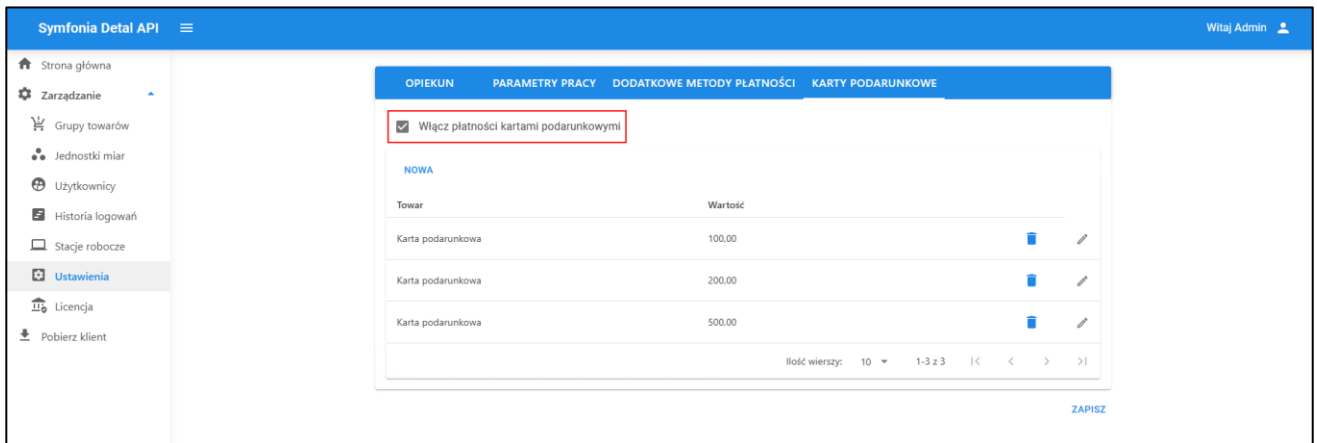 Symfonia Detal API
Witaj Admin
Strona główna
Zarządzanie
Grupy towarów
Jednostki miar
Użytkownicy
Historia logowań
Stacje robocze
Ustawienia
Licencja
Pobierz klient
OPIEKUN PARAMETRY PRACY DODATKOWE METODY PŁATNOŚCI KARTY PODARUNKOWE
Włącz płatności kartami podarunkowymi
NOWA
Towar Wartość
Karta podarunkowa 100,00
Karta podarunkowa 200,00
Karta podarunkowa 500,00
Ilość wierszy: 10 1-3 z 3
ZAPISZ